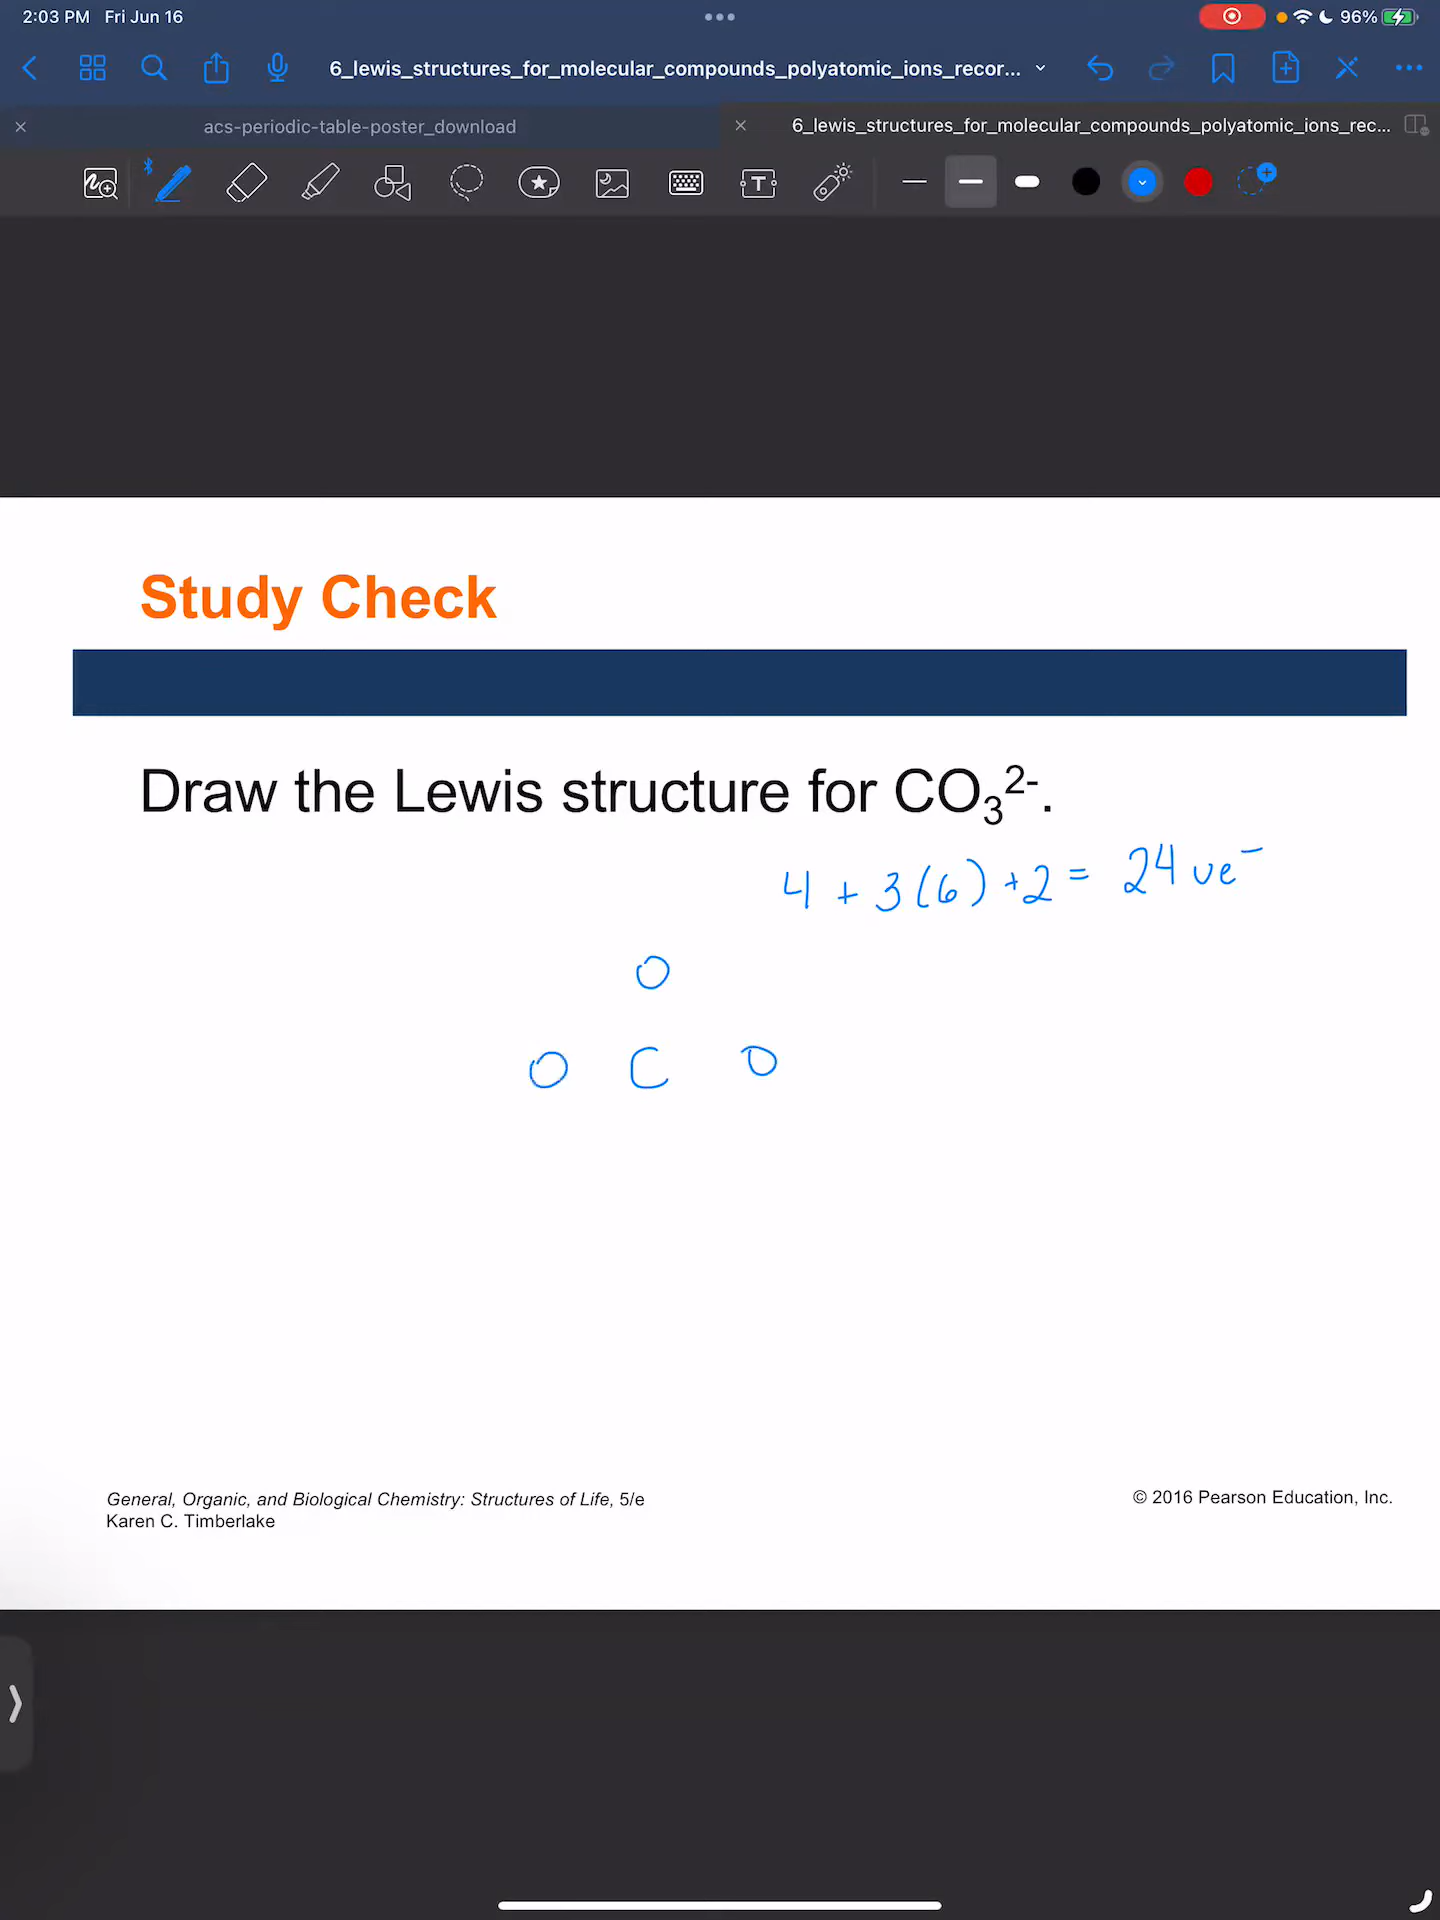 2:03 PM Fri Jun 16
96%
6_lewis_structures_for_molecular_compounds_polyatomic_ions_recor...
acs-periodic-table-poster_download
6_lewis_structures_for_molecular_compounds_polyatomic_ions_rec...
T
Study Check
Draw the Lewis structure for CO₃²⁻.
4 + 3(6) + 2 = 24 ve⁻
O
O C O
General, Organic, and Biological Chemistry: Structures of Life, 5/e
Karen C. Timberlake
© 2016 Pearson Education, Inc.